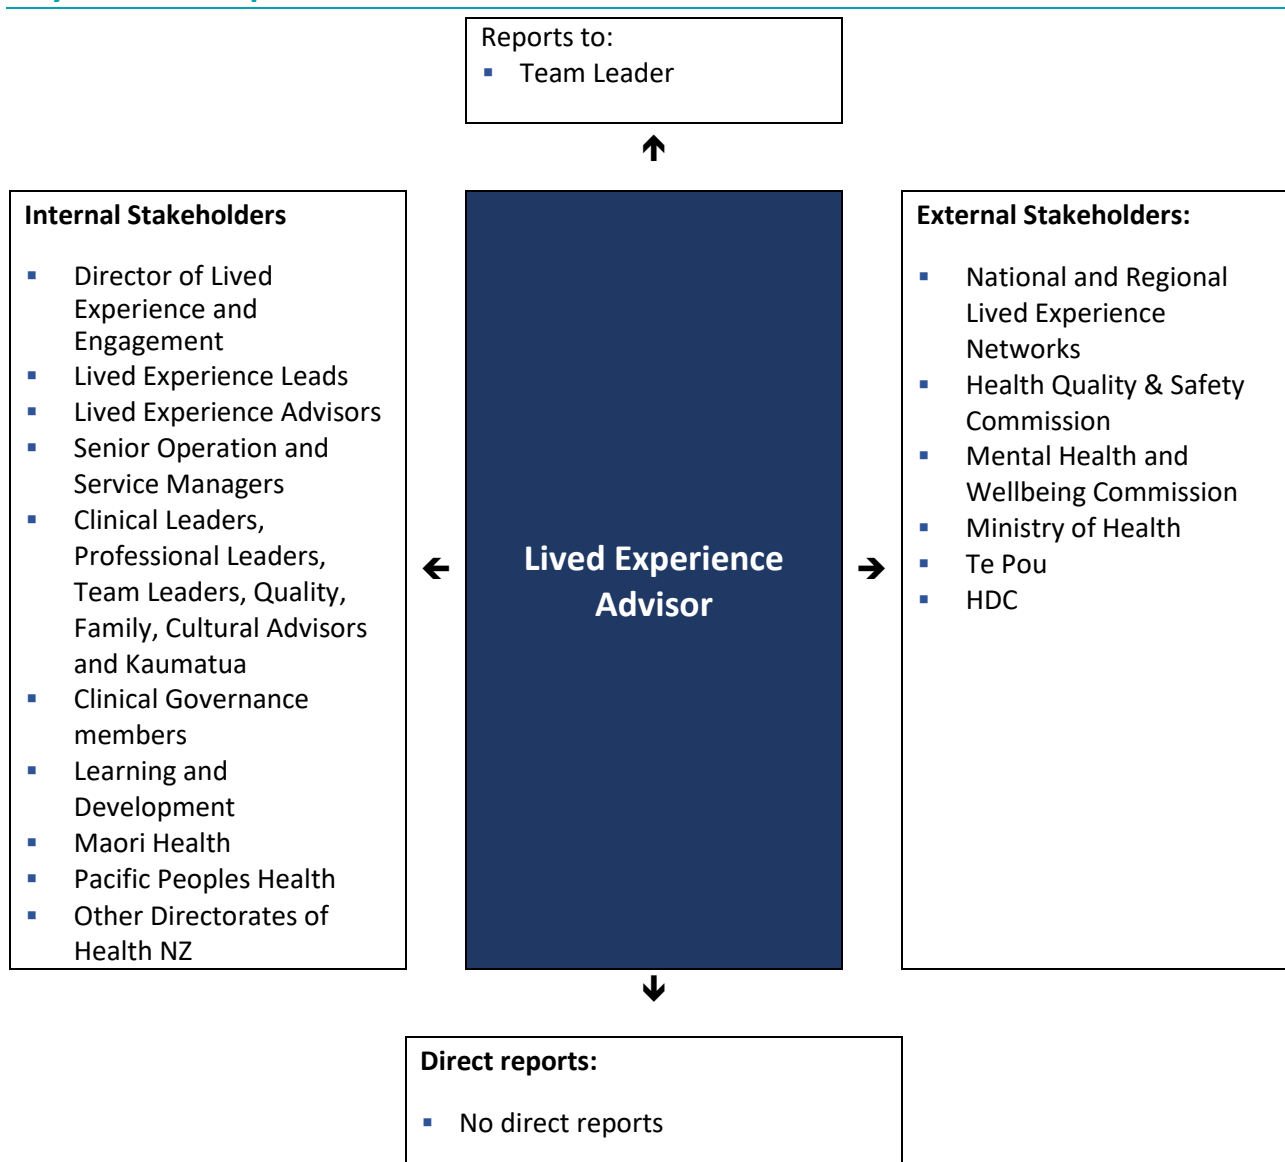 Reports to:
▪ Team Leader
Internal Stakeholders
▪ Director of Lived
Experience and
Engagement
▪ Lived Experience Leads
▪ Lived Experience Advisors
▪ Senior Operation and
Service Managers
▪ Clinical Leaders,
Professional Leaders,
Team Leaders, Quality,
Family, Cultural Advisors
and Kaumatua
▪ Clinical Governance
members
▪ Learning and
Development
▪ Maori Health
▪ Pacific Peoples Health
▪ Other Directorates of
Health NZ
Lived Experience
Advisor
External Stakeholders:
▪ National and Regional
Lived Experience
Networks
▪ Health Quality & Safety
Commission
▪ Mental Health and
Wellbeing Commission
▪ Ministry of Health
▪ Te Pou
▪ HDC
Direct reports:
▪ No direct reports